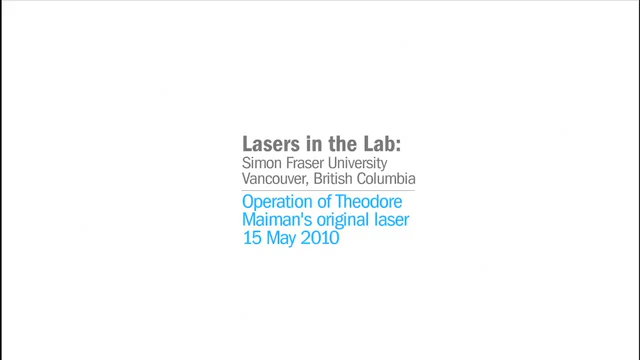 Lasers in the Lab:
Simon Fraser University
Vancouver, British Columbia
Operation of Theodore
Maiman's original laser
15 May 2010